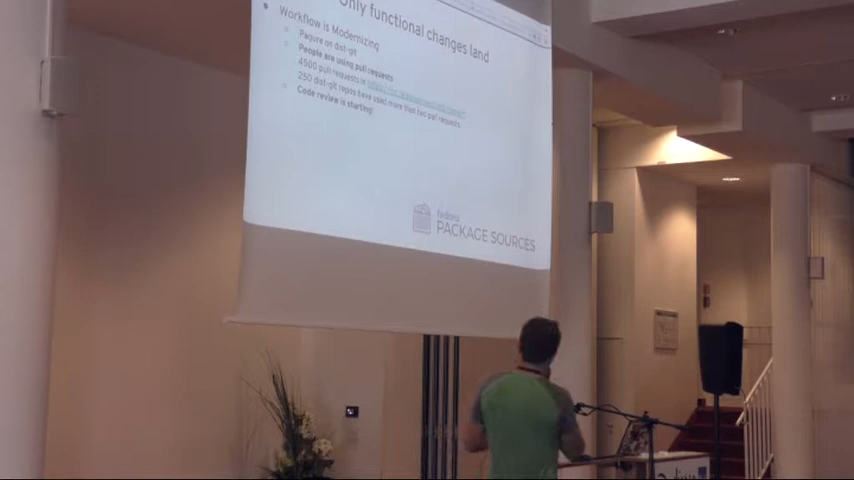 Only functional changes land
Workflow is Modernizing
Pagure on dist-git
People are using pull requests
4500 pull requests in
250 dist-git repos have used more than two pull requests
Code review is starting!
fedora
PACKAGE SOURCES